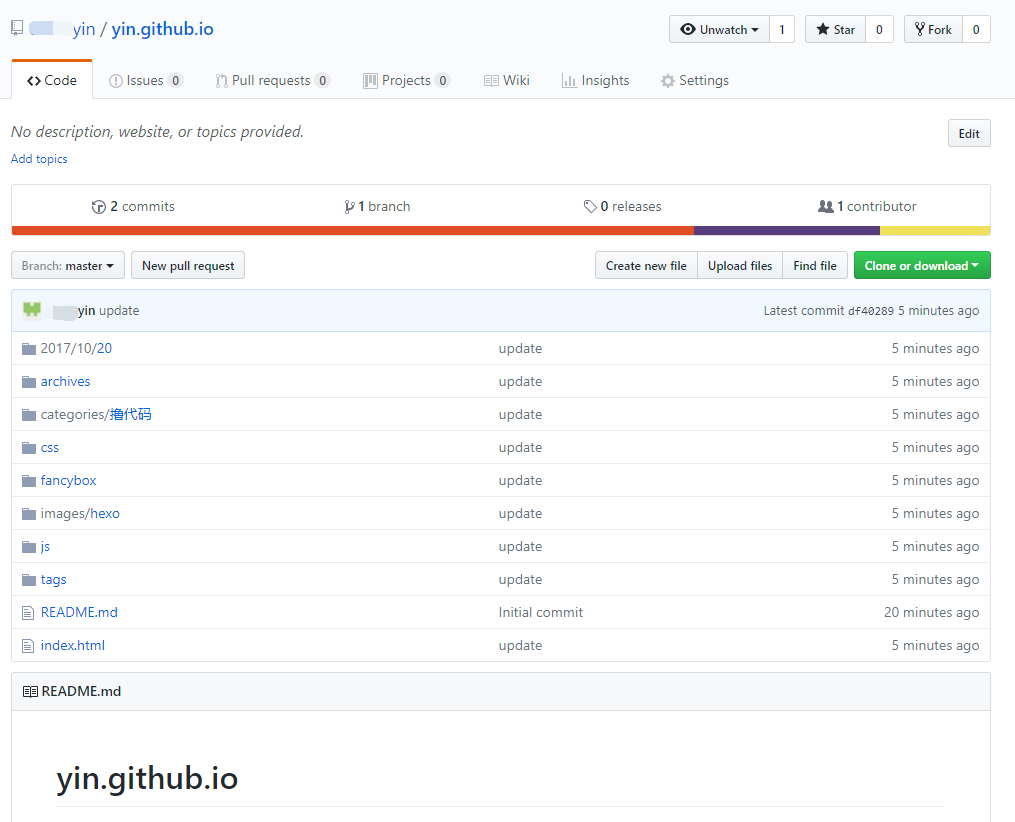 yin / yin.github.io
Unwatch 1 Star 0 Fork 0
Code Issues 0 Pull requests 0 Projects 0 Wiki Insights Settings
No description, website, or topics provided. Edit
Add topics
2 commits 1 branch 0 releases 1 contributor
Branch: master New pull request Create new file Upload files Find file Clone or download
yin update Latest commit df40289 5 minutes ago
2017/10/20 update 5 minutes ago
archives update 5 minutes ago
categories/撸代码 update 5 minutes ago
css update 5 minutes ago
fancybox update 5 minutes ago
images/hexo update 5 minutes ago
js update 5 minutes ago
tags update 5 minutes ago
README.md Initial commit 20 minutes ago
index.html update 5 minutes ago
README.md
yin.github.io